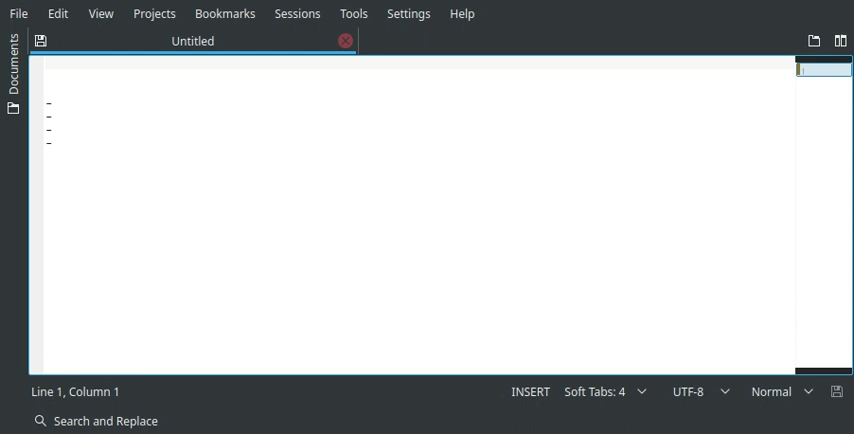 File Edit View Projects Bookmarks Sessions Tools Settings Help
Documents
Untitled
-
-
-
-
Line 1, Column 1 INSERT Soft Tabs: 4 UTF-8 Normal
Search and Replace